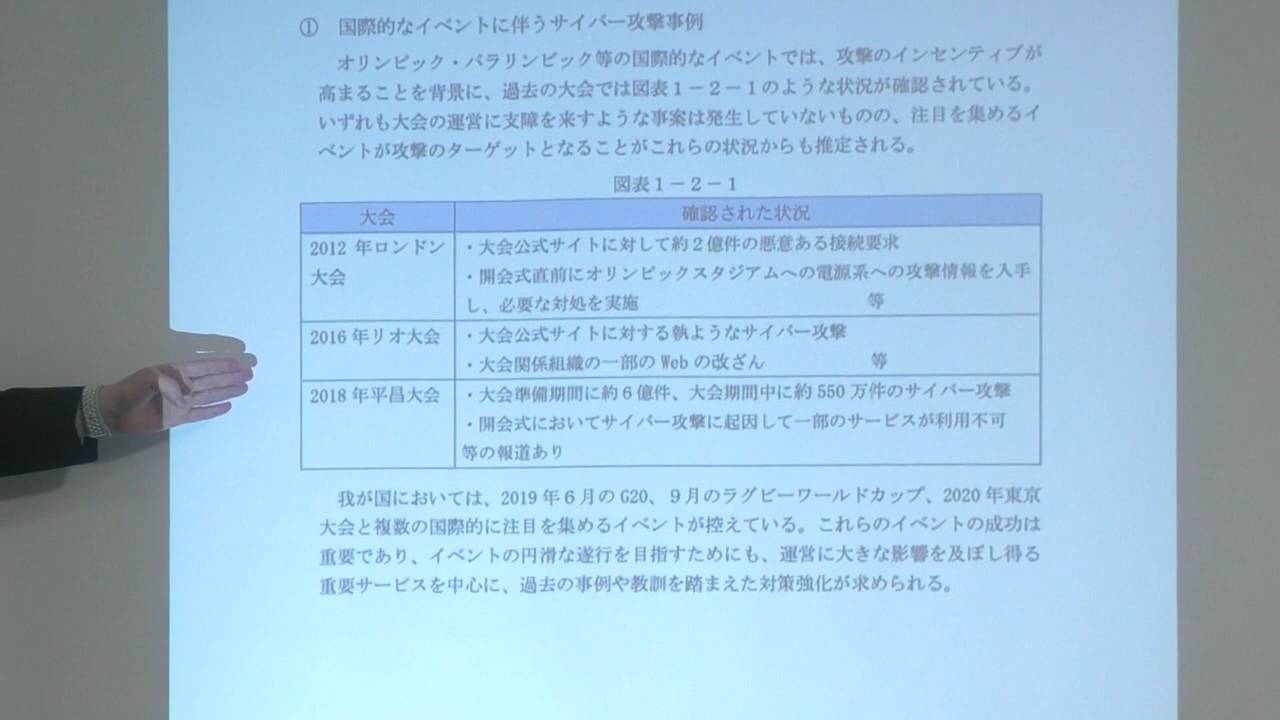 ① 国際的なイベントに伴うサイバー攻撃事例
オリンピック・パラリンピック等の国際的なイベントでは、攻撃のインセンティブが
高まることを背景に、過去の大会では図表１－２－１のような状況が確認されている。
いずれも大会の運営に支障を来すような事案は発生していないものの、注目を集めるイ
ベントが攻撃のターゲットとなることがこれらの状況からも推定される。
図表１－２－１
大会 確認された状況
2012 年ロンドン
大会
・大会公式サイトに対して約２億件の悪意ある接続要求
・開会式直前にオリンピックスタジアムへの電源系への攻撃情報を入手
し、必要な対処を実施 等
2016 年リオ大会
・大会公式サイトに対する執ようなサイバー攻撃
・大会関係組織の一部の Web の改ざん 等
2018 年平昌大会
・大会準備期間に約６億件、大会期間中に約 550 万件のサイバー攻撃
・開会式においてサイバー攻撃に起因して一部のサービスが利用不可
等の報道あり
我が国においては、2019 年６月の G20、９月のラグビーワールドカップ、2020 年東京
大会と複数の国際的に注目を集めるイベントが控えている。これらのイベントの成功は
重要であり、イベントの円滑な遂行を目指すためにも、運営に大きな影響を及ぼし得る
重要サービスを中心に、過去の事例や教訓を踏まえた対策強化が求められる。